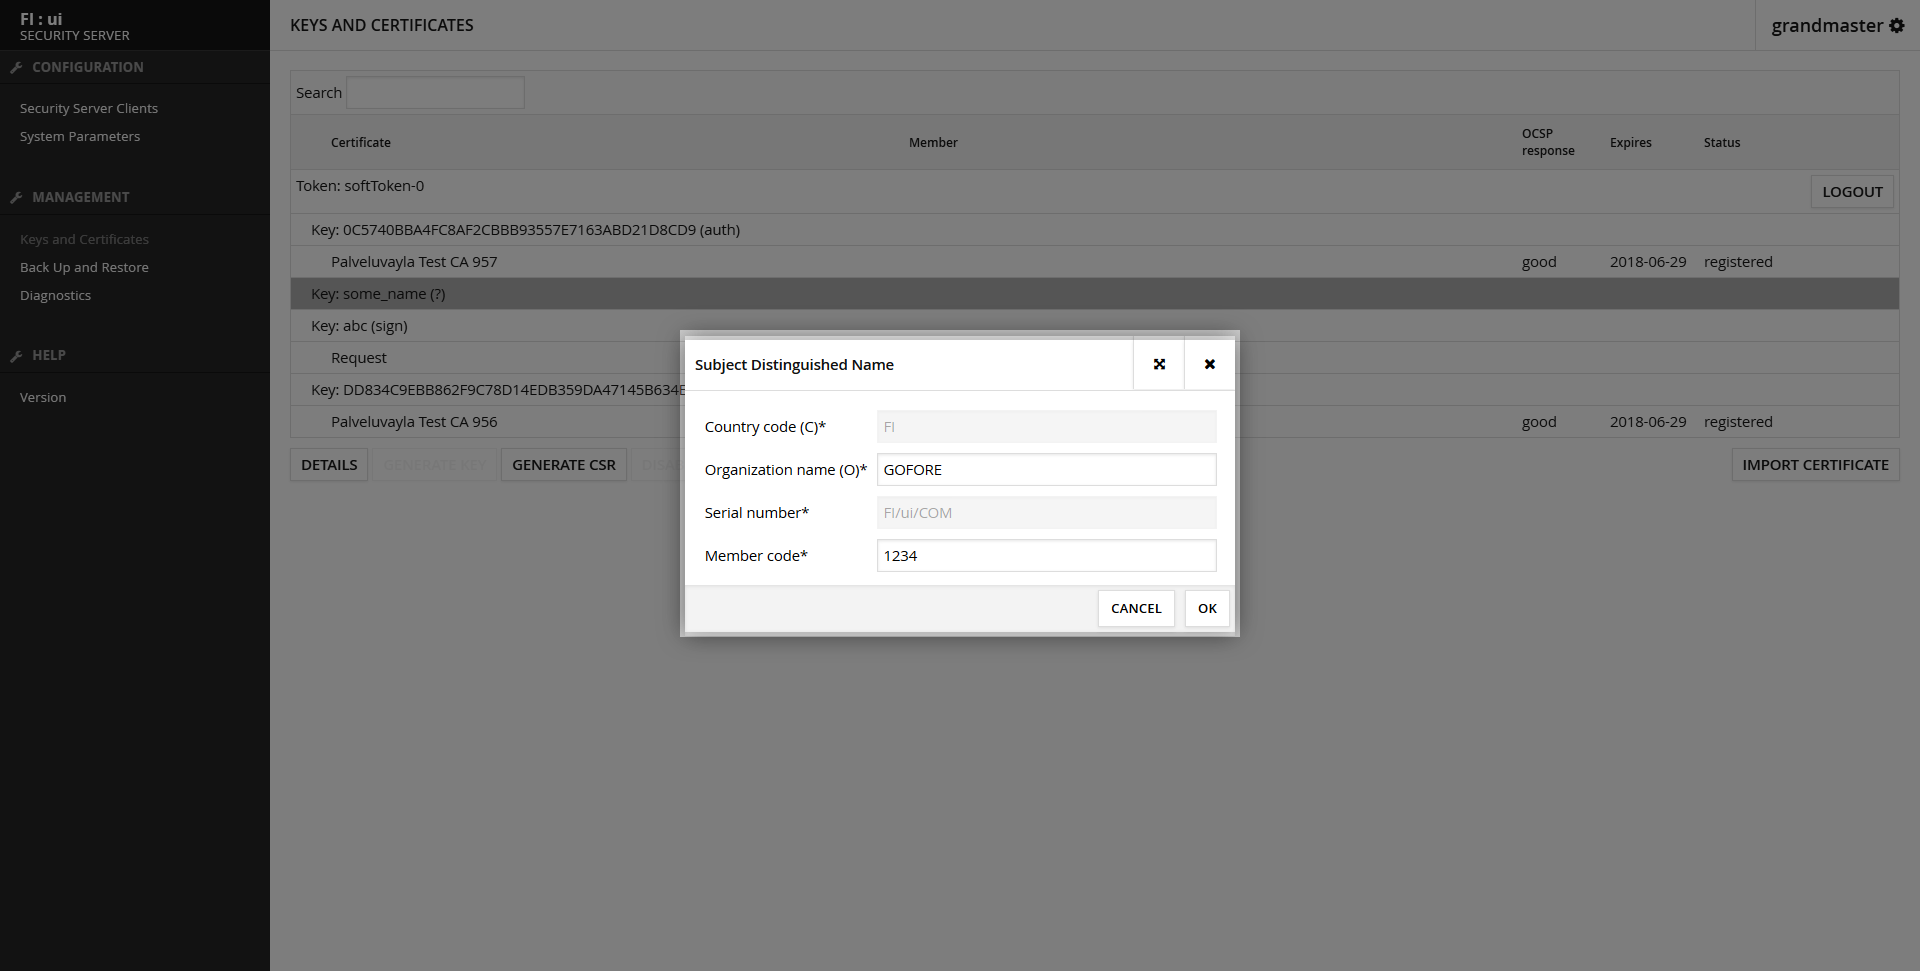 FI : ui
SECURITY SERVER
CONFIGURATION
Security Server Clients
System Parameters
MANAGEMENT
Keys and Certificates
Back Up and Restore
Diagnostics
HELP
Version
KEYS AND CERTIFICATES
grandmaster
Search
Certificate Member OCSP response Expires Status
Token: softToken-0 LOGOUT
Key: 0C5740BBA4FC8AF2CBBB93557E7163ABD21D8CD9 (auth)
Palveluvayla Test CA 957 good 2018-06-29 registered
Key: some_name (?)
Key: abc (sign)
Request
Key: DD834C9EBB862F9C78D14EDB359DA47145B634E
Palveluvayla Test CA 956 good 2018-06-29 registered
DETAILS GENERATE KEY GENERATE CSR DISAB IMPORT CERTIFICATE
Subject Distinguished Name
Country code (C)* FI
Organization name (O)* GOFORE
Serial number* FI/ui/COM
Member code* 1234
CANCEL OK